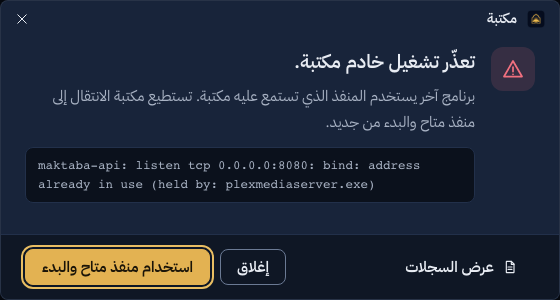 مكتبة
تعذّر تشغيل خادم مكتبة.
برنامج آخر يستخدم المنفذ الذي تستمع عليه مكتبة. تستطيع مكتبة الانتقال إلى
منفذ متاح والبدء من جديد.
maktaba-api: listen tcp 0.0.0.0:8080: bind: address
already in use (held by: plexmediaserver.exe)
عرض السجلات
إغلاق
استخدام منفذ متاح والبدء